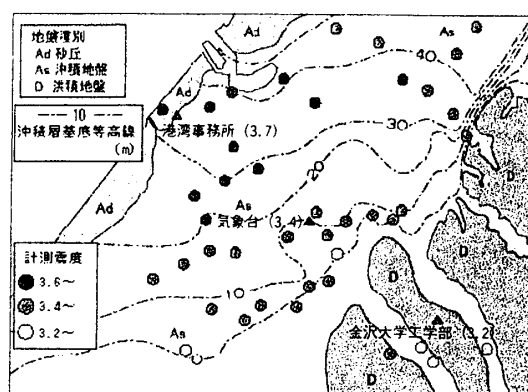 地盤種別
Ad 砂丘
As 沖積地盤
D 洪積地盤
10
沖積層基底等高線
(m)
Ad
As
40
Ad
港湾事務所 (3.7)
30
D
20
As
気象台 (3.4)
Ad
計測震度
3.6~
3.4~
3.2~
10
D
D
As
金沢大学工学部 (3.2)
D
D